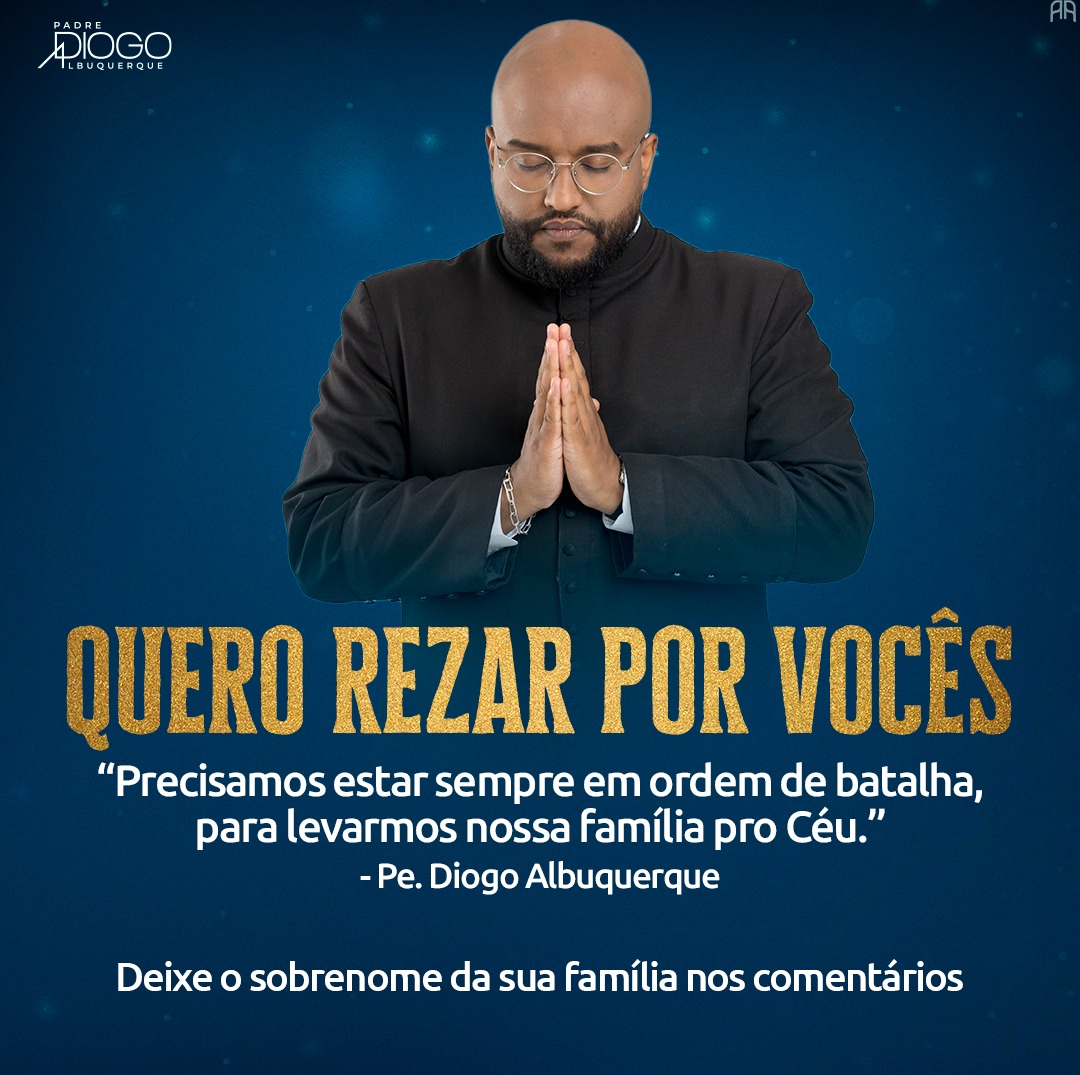 PADRE
DIOGO
ALBUQUERQUE
AA
QUERO REZAR POR VOCÊS
“Precisamos estar sempre em ordem de batalha,
para levarmos nossa família pro Céu.”
- Pe. Diogo Albuquerque
Deixe o sobrenome da sua família nos comentários